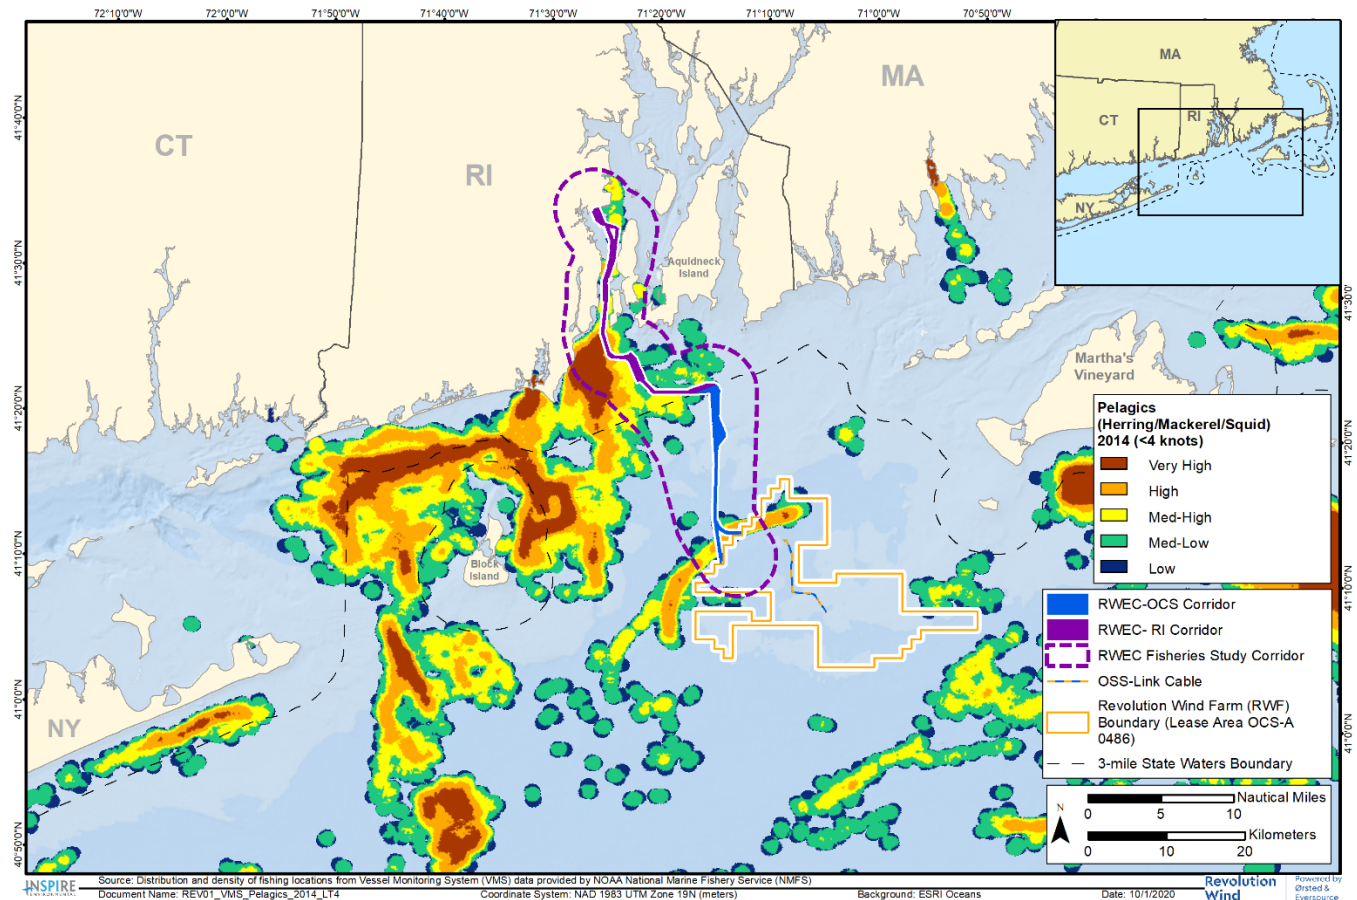 72°10'0"W 72°0'0"W 71°50'0"W 71°40'0"W 71°30'0"W 71°20'0"W 71°10'0"W 71°0'0"W 70°50'0"W
41°40'0"N
41°30'0"N
41°20'0"N
41°10'0"N
41°0'0"N
40°50'0"N
CT
RI
MA
NY
Aquidneck
Island
Block
Island
Martha's
Vineyard
MA
CT
RI
NY
41°30'0"
41°20'0"N
41°10'0"N
41°0'0"N
Pelagics
(Herring/Mackerel/Squid)
2014 (<4 knots)
Very High
High
Med-High
Med-Low
Low
RWEC-OCS Corridor
RWEC- RI Corridor
RWEC Fisheries Study Corridor
OSS-Link Cable
Revolution Wind Farm (RWF)
Boundary (Lease Area OCS-A
0486)
3-mile State Waters Boundary
N
Nautical Miles
0 5 10
Kilometers
0 5 10 20
INSPIRE
ENVIRONMENTAL
Source: Distribution and density of fishing locations from Vessel Monitoring System (VMS) data provided by NOAA National Marine Fishery Service (NMFS)
Document Name: REV01_VMS_Pelagics_2014_LT4 Coordinate System: NAD 1983 UTM Zone 19N (meters) Background: ESRI Oceans Date: 10/1/2020
Revolution
Wind
Powered by
Ørsted &
Eversource